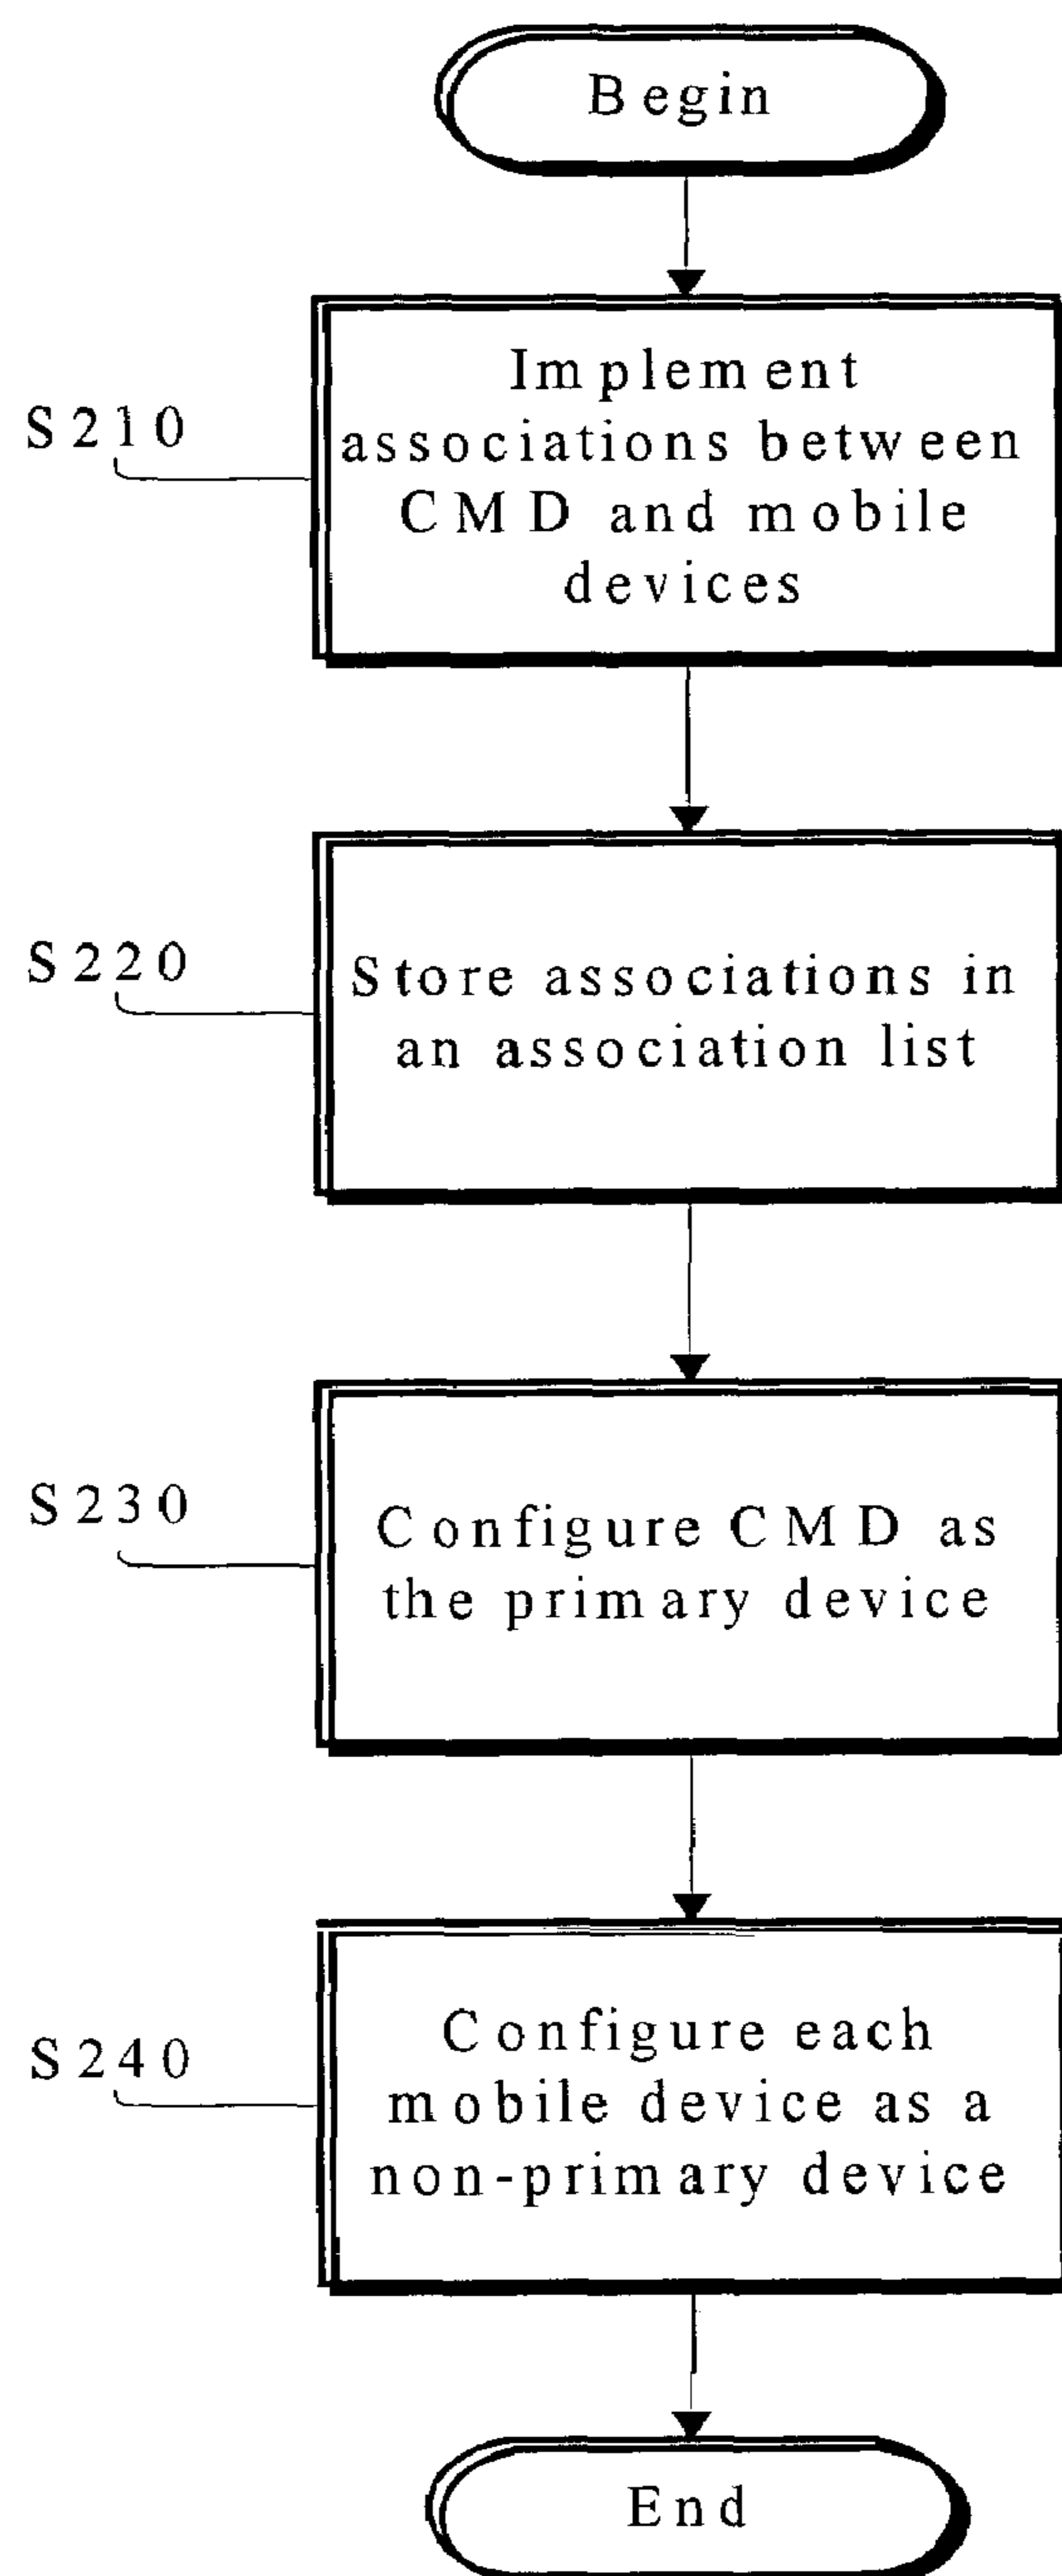 Begin
S210
Implement
associations between
CMD and mobile
devices
S220
Store associations in
an association list
S230
Configure CMD as
the primary device
S240
Configure each
mobile device as a
non-primary device
End